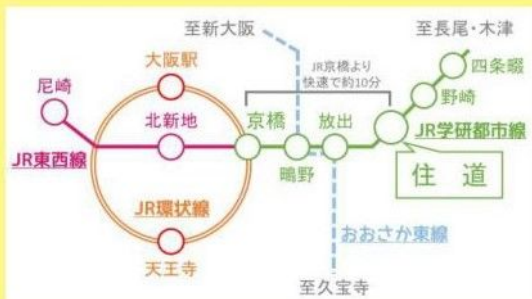 至新大阪
至長尾・木津
大阪駅
JR京橋より
快速で約10分
四条畷
尼崎
野崎
北新地
京橋
放出
JR学研都市線
JR東西線
鴫野
住道
JR環状線
おおさか東線
天王寺
至久宝寺